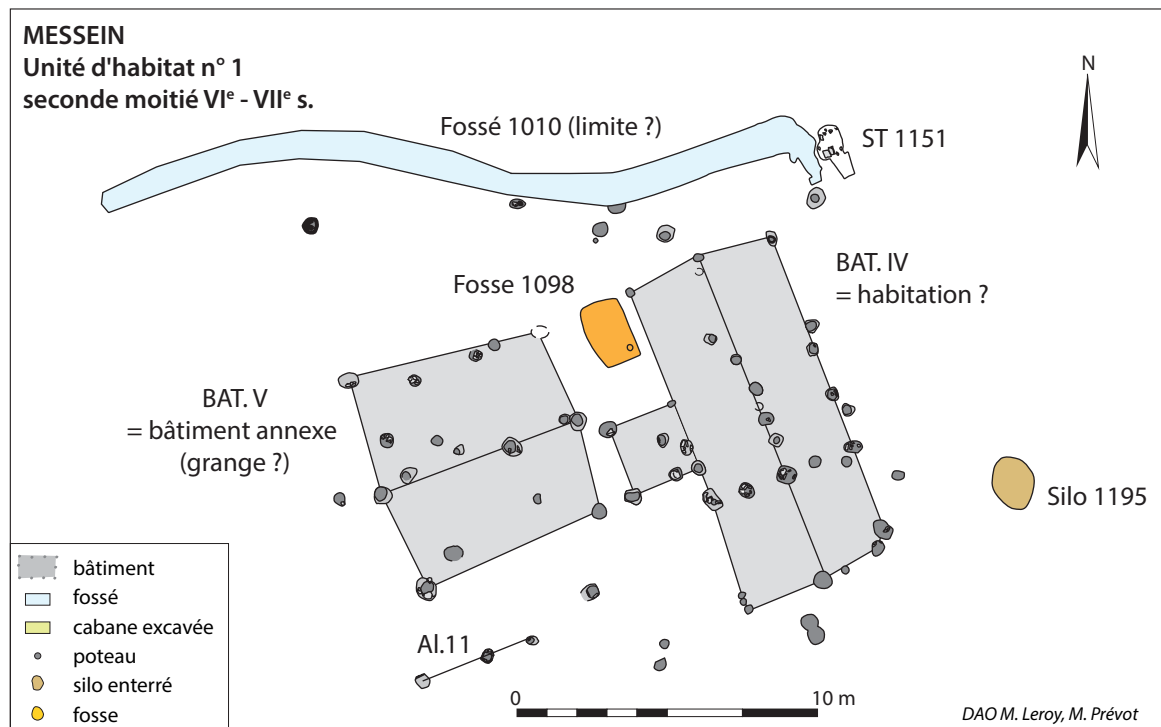 MESSEIN
Unité d'habitat n° 1
seconde moitié VIe - VIIe s.
N
Fossé 1010 (limite ?)
ST 1151
Fosse 1098
BAT. IV
= habitation ?
BAT. V
= bâtiment annexe
(grange ?)
Silo 1195
Al.11
bâtiment
fossé
cabane excavée
poteau
silo enterré
fosse
0 10 m
DAO M. Leroy, M. Prévot